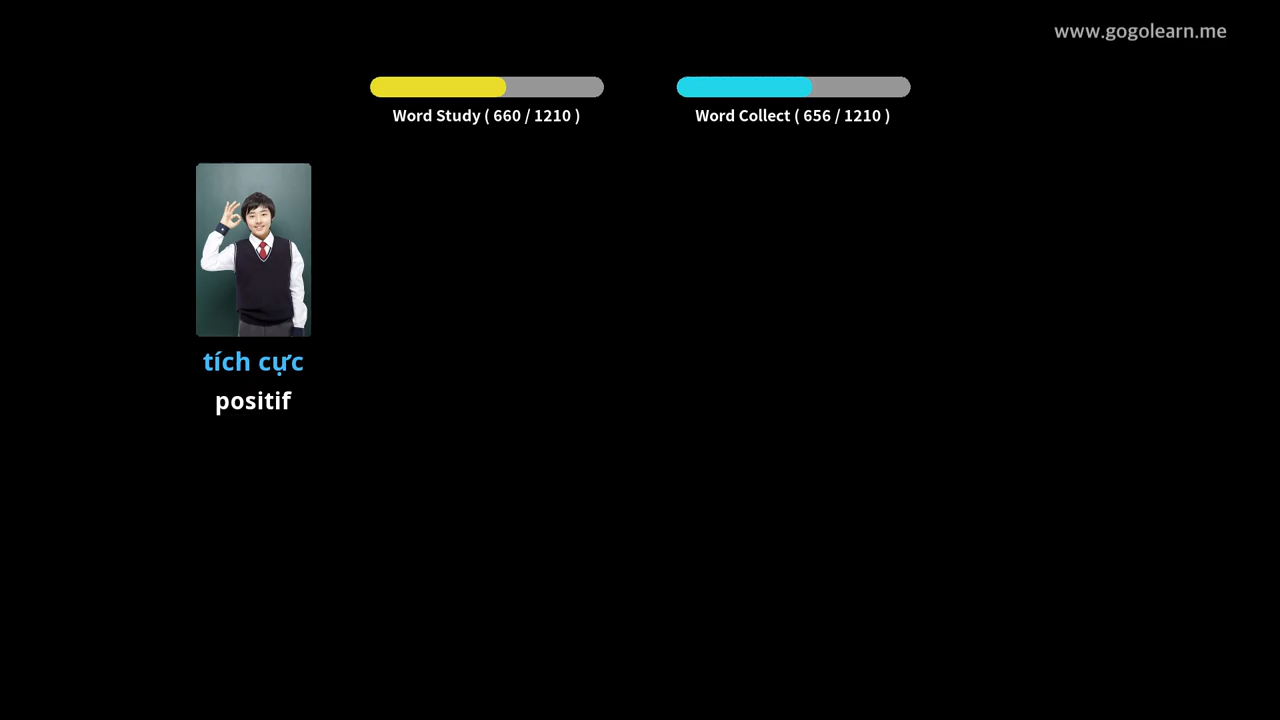 www.gogolearn.me
Word Study ( 660 / 1210 )
Word Collect ( 656 / 1210 )
tích cực
positif